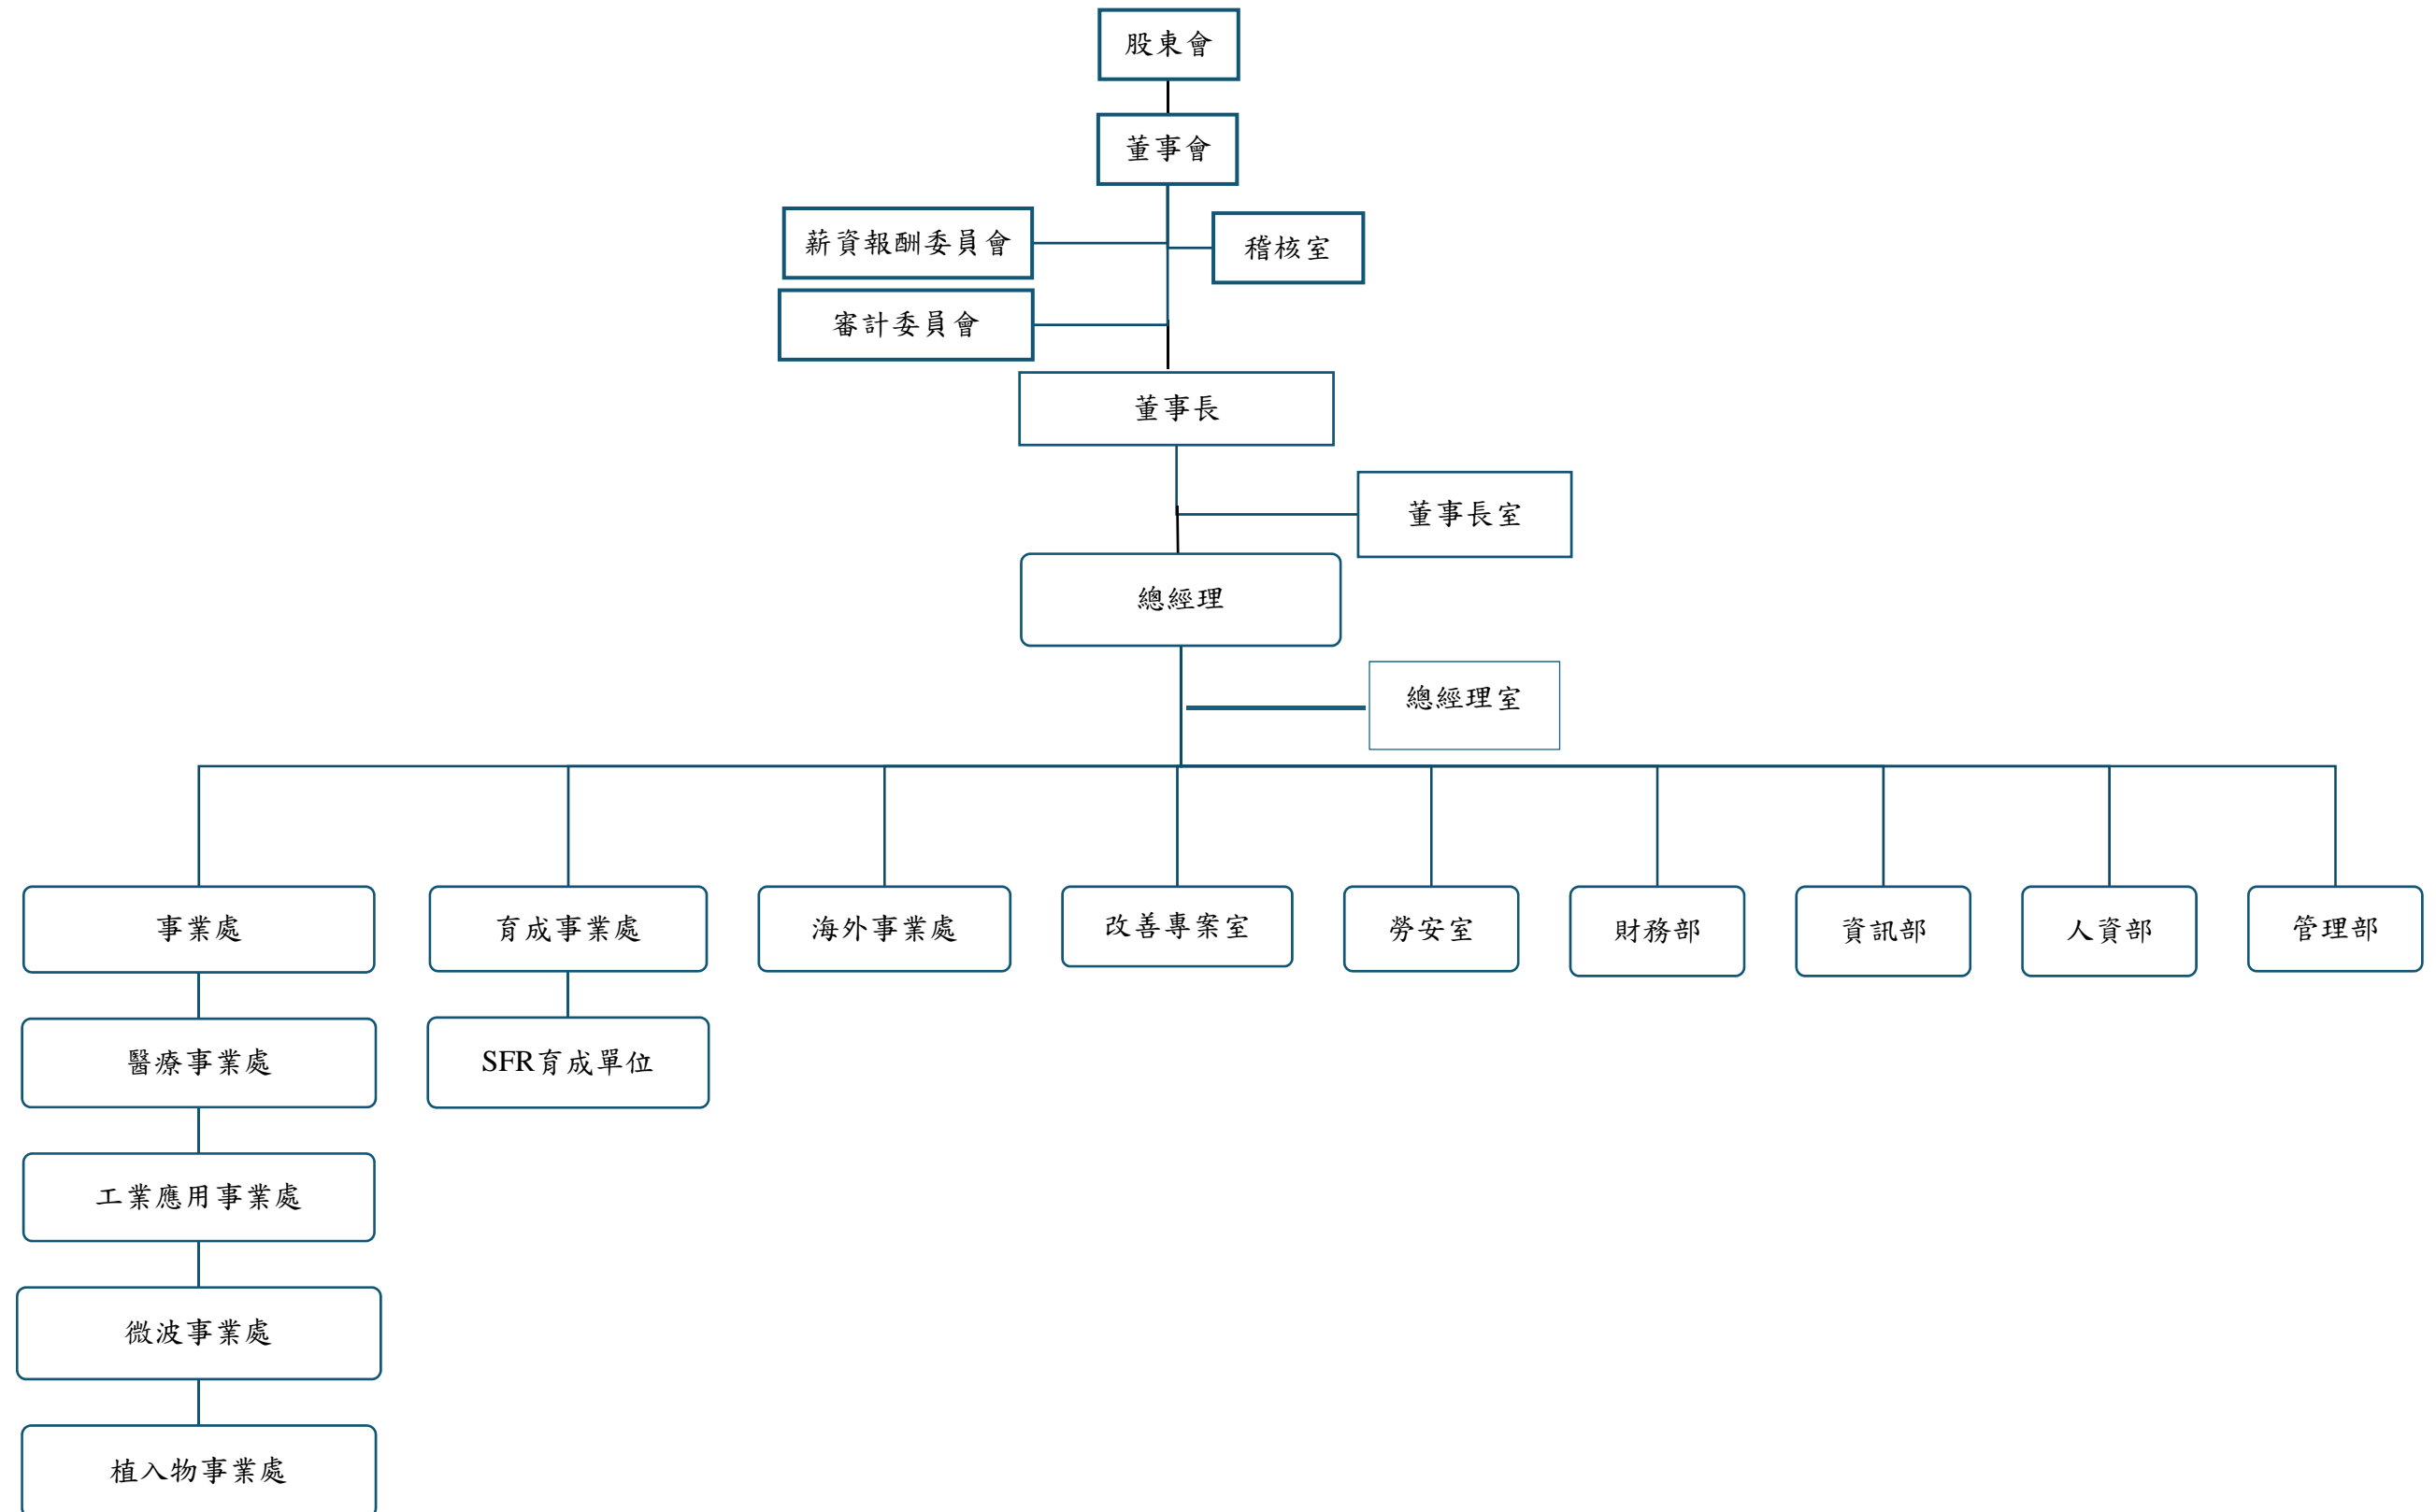 股東會
董事會
薪資報酬委員會
稽核室
審計委員會
董事長
董事長室
總經理
總經理室
事業處
育成事業處
海外事業處
改善專案室
勞安室
財務部
資訊部
人資部
管理部
醫療事業處
SFR育成單位
工業應用事業處
微波事業處
植入物事業處